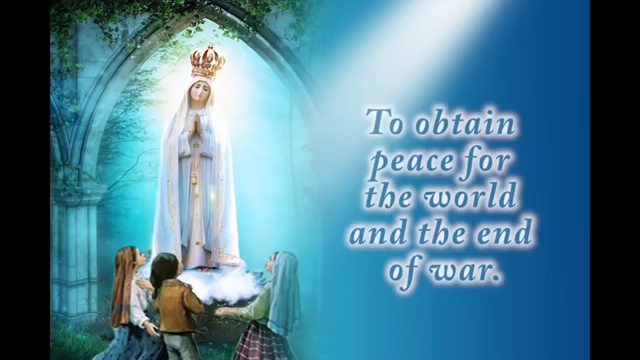 To obtain
peace for
the world
and the end
of war.